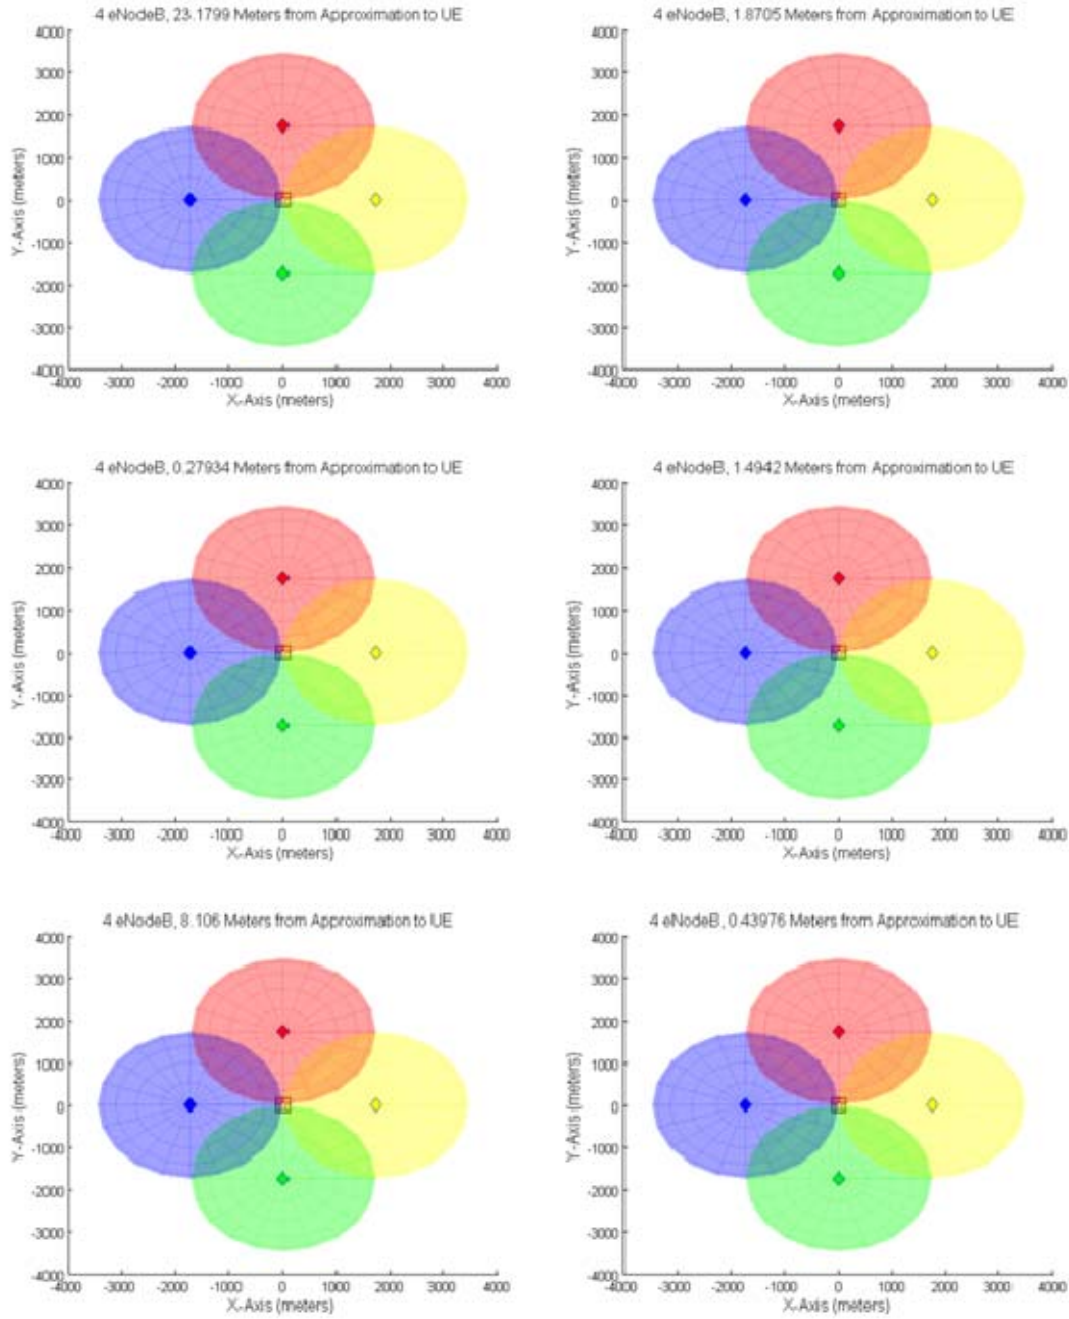 4 eNodeB, 23.1799 Meters from Approximation to UE
4000
3000
2000
1000
0
-1000
-2000
-3000
-4000
Y-Axis (meters)
-4000 -3000 -2000 -1000 0 1000 2000 3000 4000
X-Axis (meters)
4 eNodeB, 1.8705 Meters from Approximation to UE
4000
3000
2000
1000
0
-1000
-2000
-3000
-4000
Y-Axis (meters)
-4000 -3000 -2000 -1000 0 1000 2000 3000 4000
X-Axis (meters)
4 eNodeB, 0.27934 Meters from Approximation to UE
4000
3000
2000
1000
0
-1000
-2000
-3000
-4000
Y-Axis (meters)
-4000 -3000 -2000 -1000 0 1000 2000 3000 4000
X-Axis (meters)
4 eNodeB, 1.4942 Meters from Approximation to UE
4000
3000
2000
1000
0
-1000
-2000
-3000
-4000
Y-Axis (meters)
-4000 -3000 -2000 -1000 0 1000 2000 3000 4000
X-Axis (meters)
4 eNodeB, 8.106 Meters from Approximation to UE
4000
3000
2000
1000
0
-1000
-2000
-3000
-4000
Y-Axis (meters)
-4000 -3000 -2000 -1000 0 1000 2000 3000 4000
X-Axis (meters)
4 eNodeB, 0.43976 Meters from Approximation to UE
4000
3000
2000
1000
0
-1000
-2000
-3000
-4000
Y-Axis (meters)
-4000 -3000 -2000 -1000 0 1000 2000 3000 4000
X-Axis (meters)